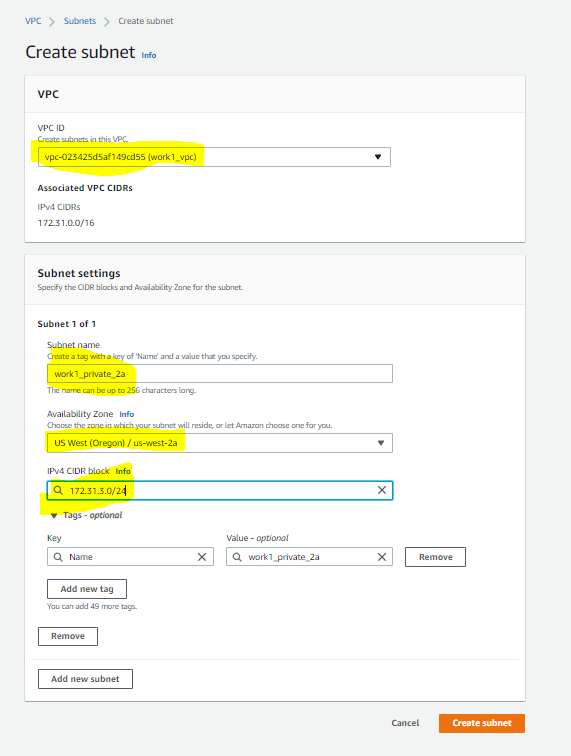 VPC > Subnets > Create subnet
Create subnet Info
VPC
VPC ID
Create subnets in this VPC.
vpc-023425d5af149cd55 (work1_vpc)
Associated VPC CIDRs
IPv4 CIDRs
172.31.0.0/16
Subnet settings
Specify the CIDR blocks and Availability Zone for the subnet.
Subnet 1 of 1
Subnet name
Create a tag with a key of 'Name' and a value that you specify.
work1_private_2a
The name can be up to 256 characters long.
Availability Zone Info
Choose the zone in which your subnet will reside, or let Amazon choose one for you.
US West (Oregon) / us-west-2a
IPv4 CIDR block Info
172.31.3.0/24
Tags - optional
Key Value - optional
Name work1_private_2a Remove
Add new tag
You can add 49 more tags.
Remove
Add new subnet
Cancel Create subnet